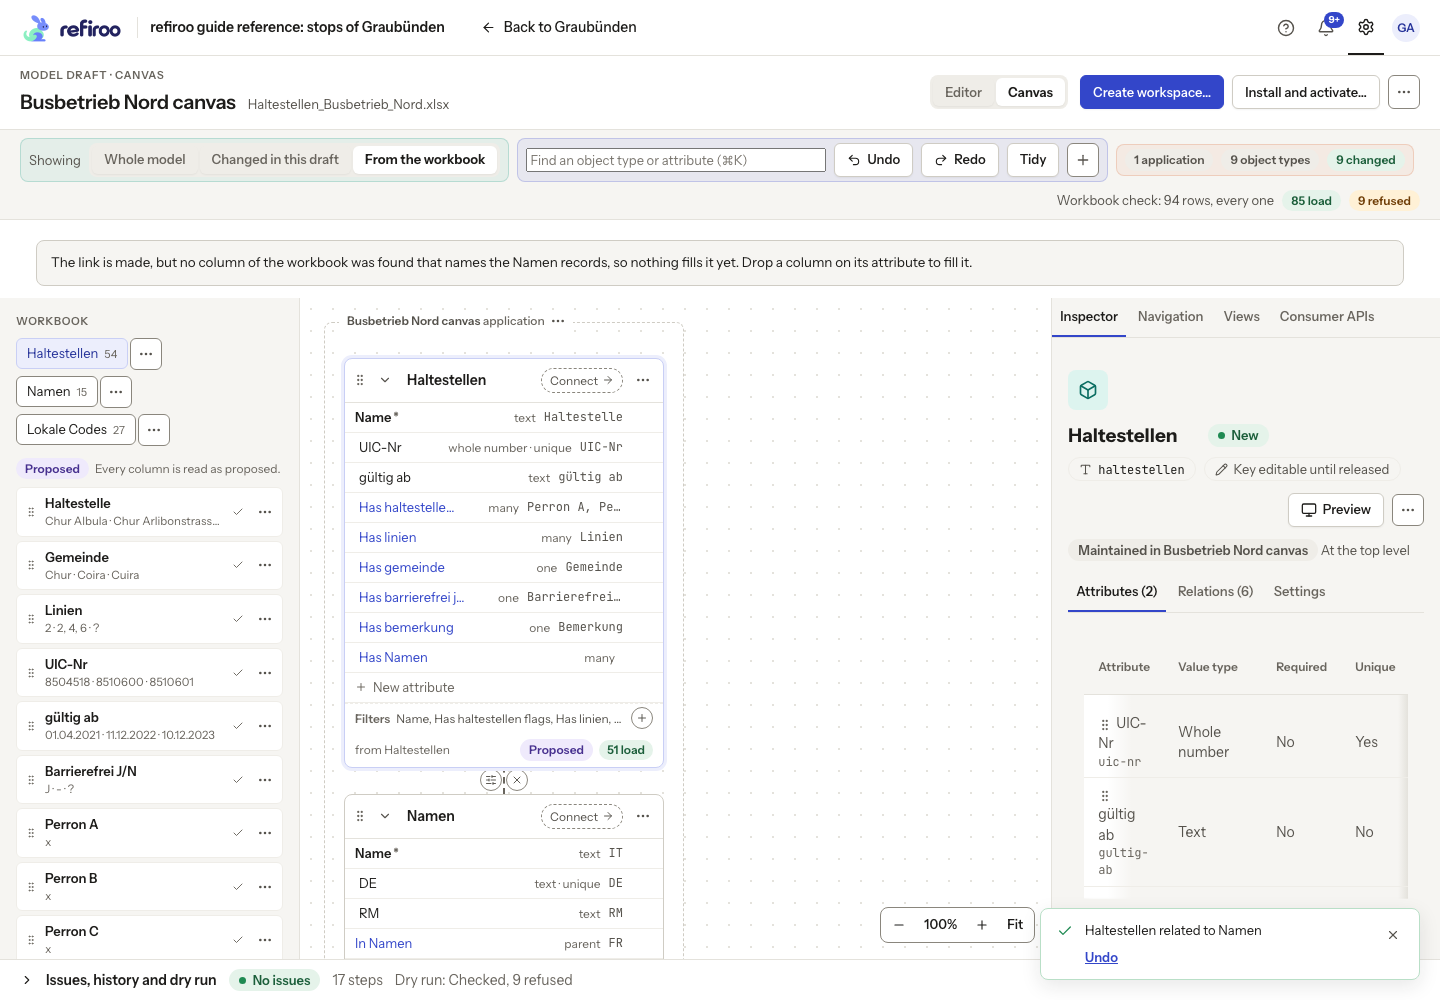 refiroo
refiroo guide reference: stops of Graubünden
Back to Graubünden
9+
GA
MODEL DRAFT · CANVAS
Busbetrieb Nord canvas
Haltestellen_Busbetrieb_Nord.xlsx
Editor
Canvas
Create workspace...
Install and activate...
Showing
Whole model
Changed in this draft
From the workbook
Find an object type or attribute (⌘K)
Undo
Redo
Tidy
1 application
9 object types
9 changed
Workbook check: 94 rows, every one
85 load
9 refused
The link is made, but no column of the workbook was found that names the Namen records, so nothing fills it yet. Drop a column on its attribute to fill it.
WORKBOOK
Haltestellen 54
Namen 15
Lokale Codes 27
Proposed Every column is read as proposed.
Haltestelle
Chur Albula · Chur Arlibonstrass...
Gemeinde
Chur · Coira · Cuira
Linien
2 · 2, 4, 6 · ?
UIC-Nr
8504518 · 8510600 · 8510601
gültig ab
01.04.2021 · 11.12.2022 · 10.12.2023
Barrierefrei J/N
J · - · ?
Perron A
x
Perron B
x
Perron C
x
Busbetrieb Nord canvas application
Haltestellen
Connect
Name* text Haltestelle
UIC-Nr whole number · unique UIC-Nr
gültig ab text gültig ab
Has haltestelle... many Perron A, Pe...
Has linien many Linien
Has gemeinde one Gemeinde
Has barrierefrei j... one Barrierefrei...
Has bemerkung one Bemerkung
Has Namen many
New attribute
Filters Name, Has haltestellen flags, Has linien, ...
from Haltestellen Proposed 51 load
Namen
Connect
Name* text IT
DE text · unique DE
RM text RM
In Namen parent FR
100%
Fit
Inspector
Navigation
Views
Consumer APIs
Haltestellen
New
haltestellen
Key editable until released
Preview
Maintained in Busbetrieb Nord canvas At the top level
Attributes (2)
Relations (6)
Settings
Attribute Value type Required Unique
UIC-
Nr
uic-nr
Whole
number
No
Yes
gültig
ab
gultig-
ab
Text
No
No
Haltestellen related to Namen
Undo
Issues, history and dry run
No issues
17 steps
Dry run: Checked, 9 refused